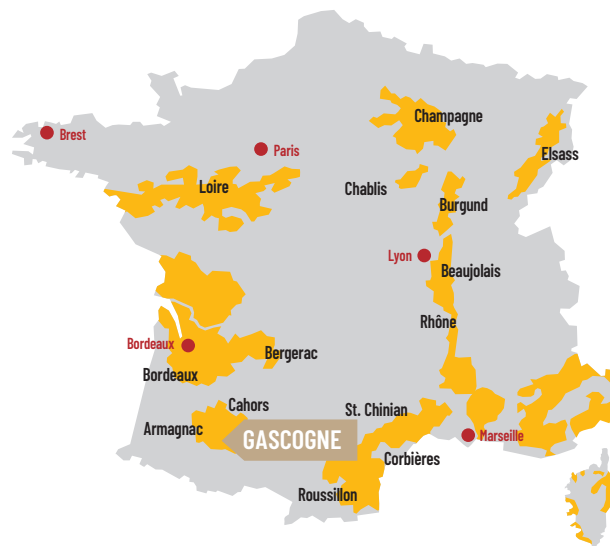 Champagne
Brest
Paris
Elsass
Loire
Chablis
Burgund
Lyon
Beaujolais
Rhône
Bordeaux
Bergerac
Bordeaux
Cahors
St. Chinian
Armagnac
GASCOGNE
Marseille
Corbières
Roussillon